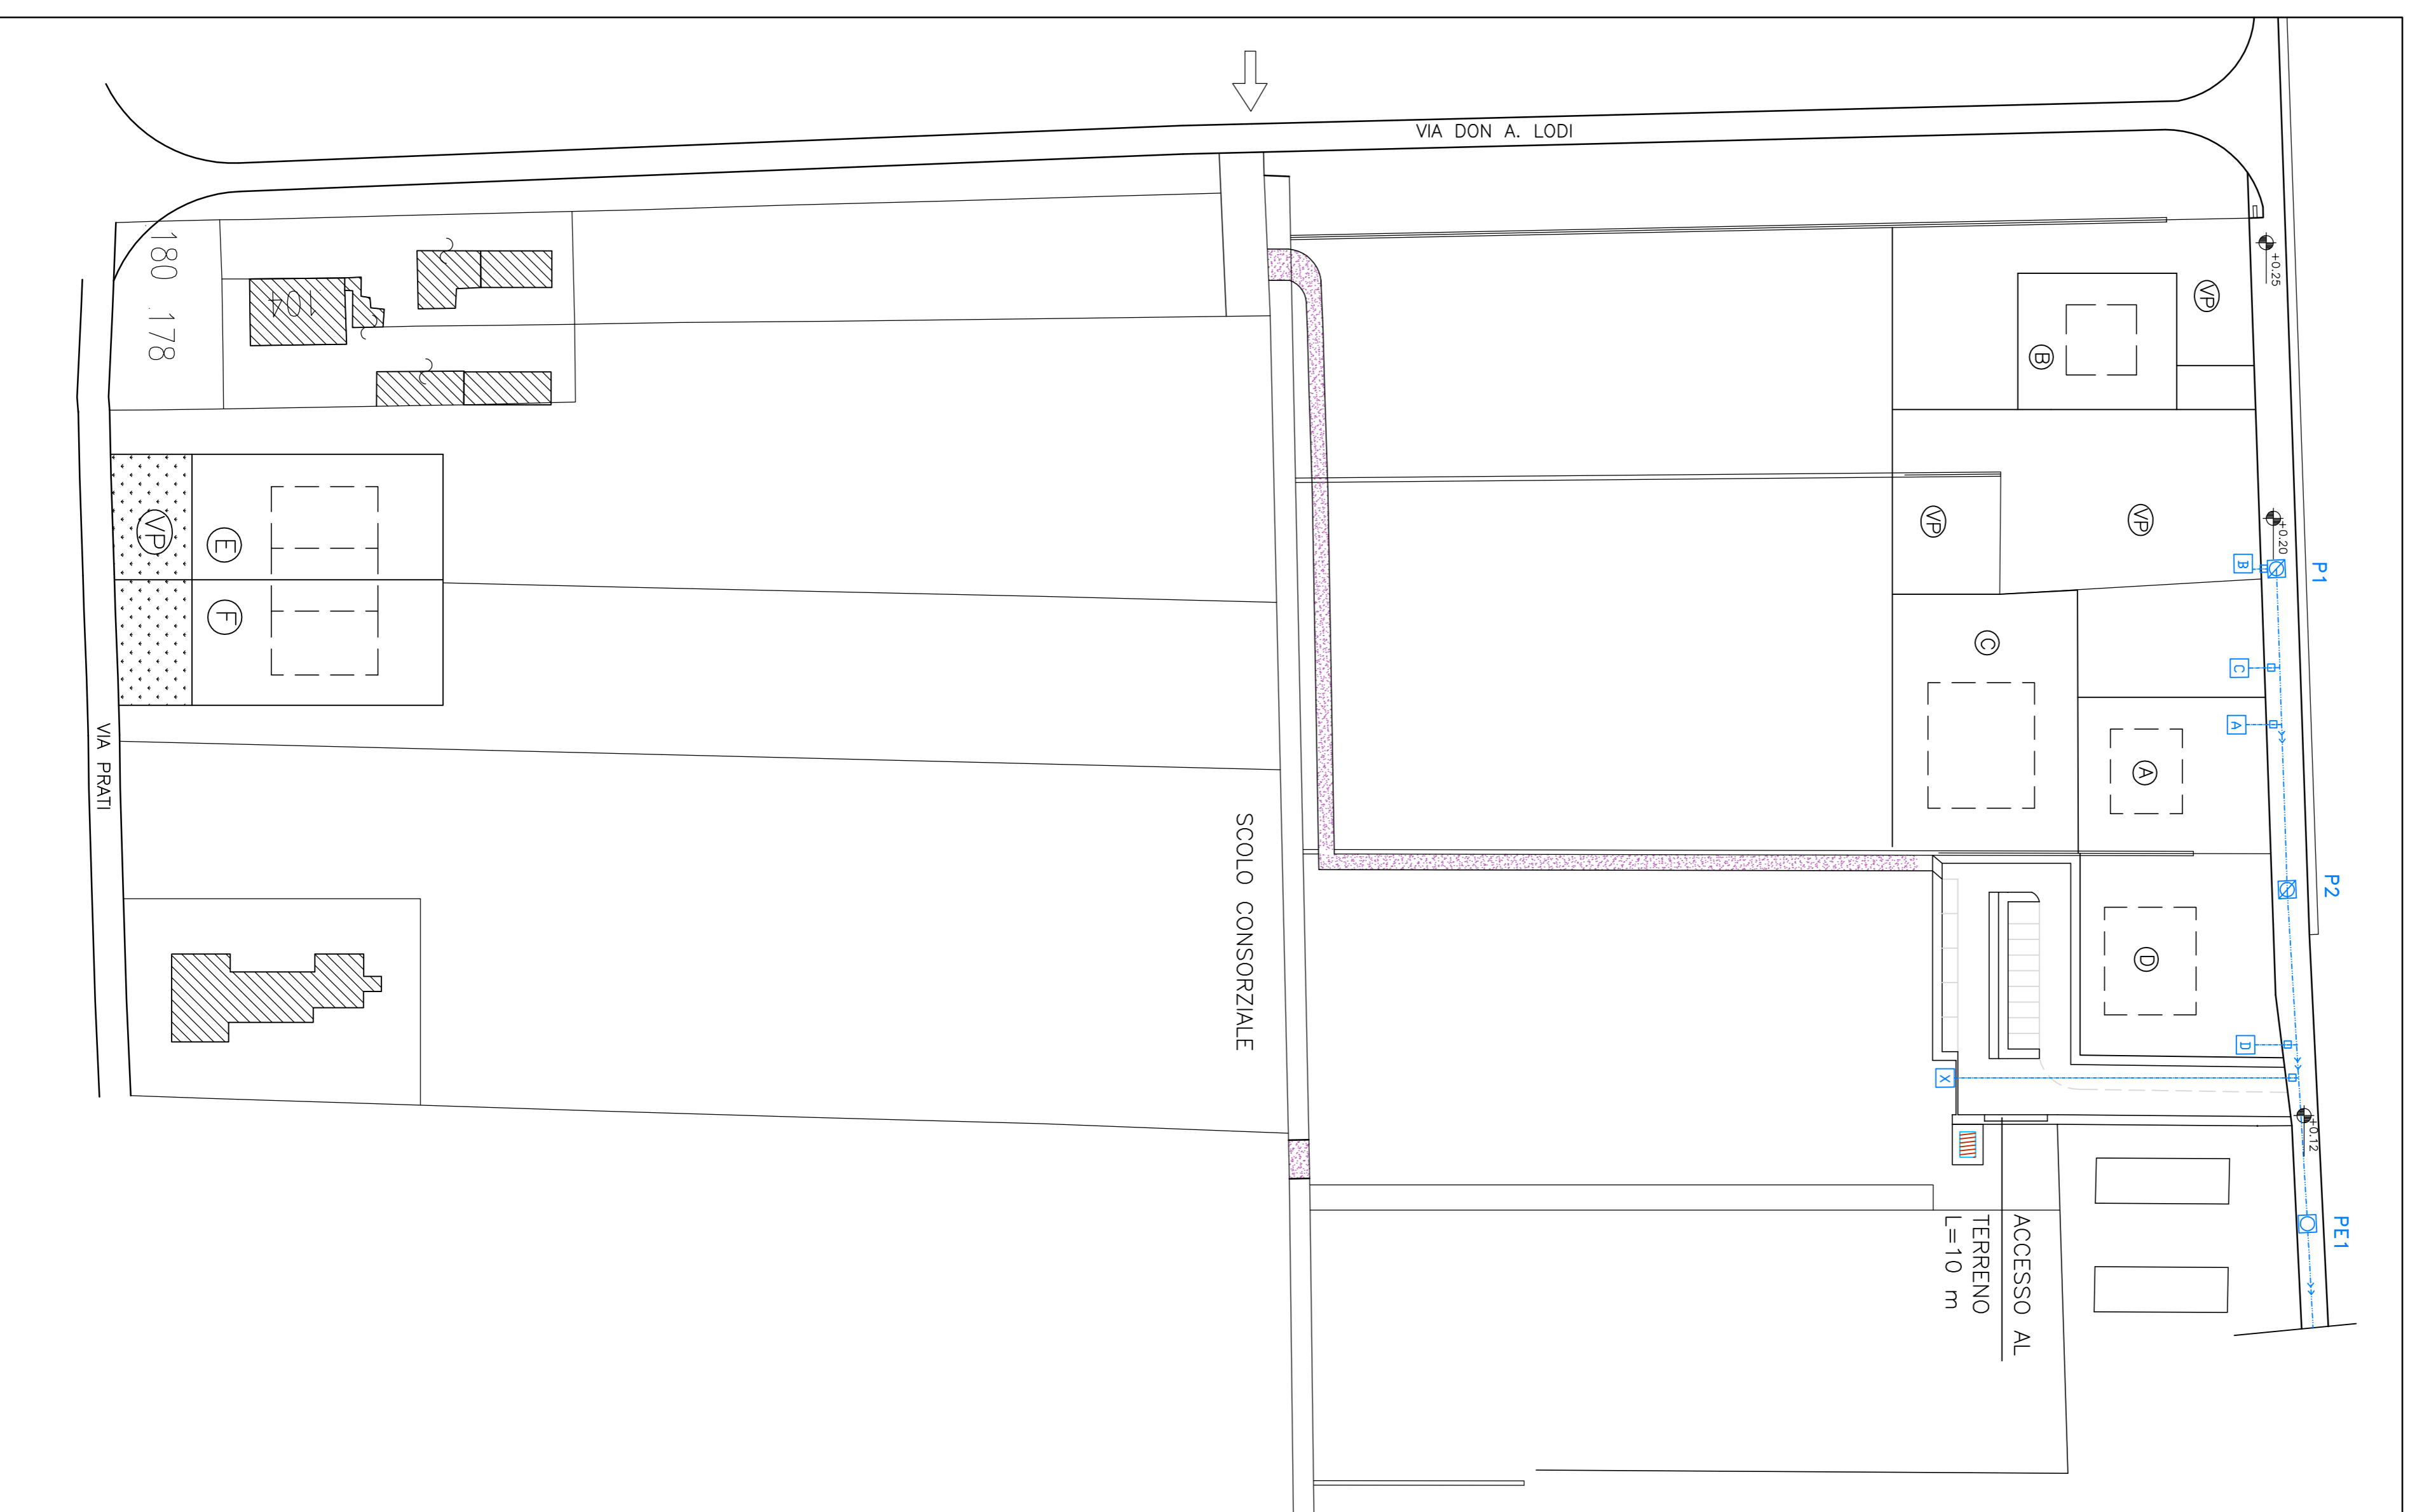 VIA DON A. LODI
180
178
104
+0.25
VP
B
+0.20
P1
B
VP
VP
VP
E
F
C
C
A
A
VIA PRATI
SCOLO CONSORZIALE
P2
D
D
X
+0.12
PE1
ACCESSO AL
TERRENO
L=10 m